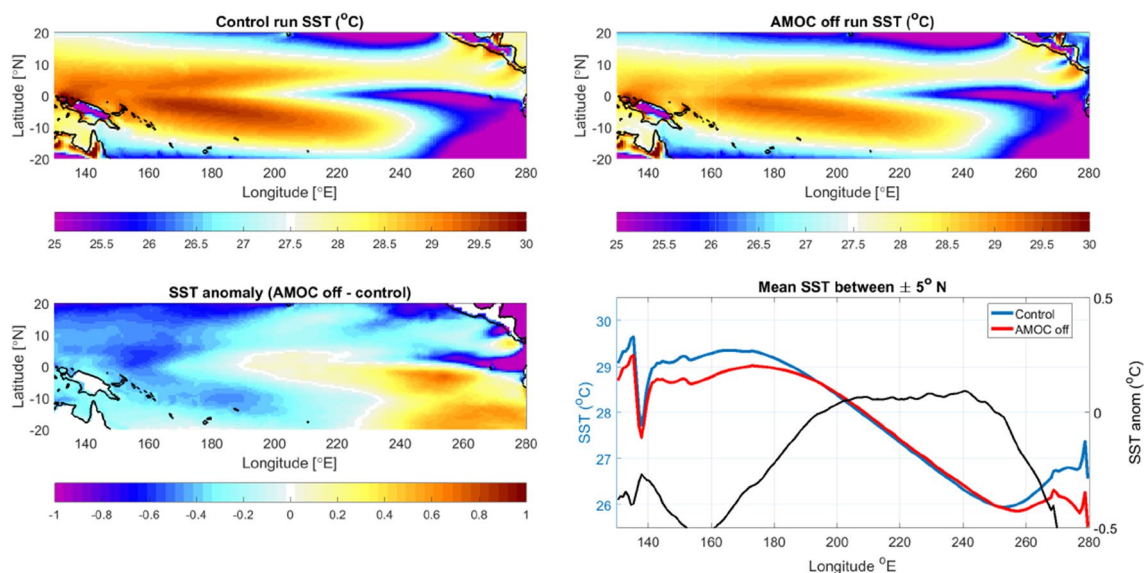 Control run SST (°C)
20
10
0
-10
-20
Latitude [°N]
140 160 180 200 220 240 260 280
Longitude [°E]
25 25.5 26 26.5 27 27.5 28 28.5 29 29.5 30
AMOC off run SST (°C)
20
10
0
-10
-20
Latitude [°N]
140 160 180 200 220 240 260 280
Longitude [°E]
25 25.5 26 26.5 27 27.5 28 28.5 29 29.5 30
SST anomaly (AMOC off - control)
20
10
0
-10
-20
Latitude [°N]
140 160 180 200 220 240 260 280
Longitude [°E]
-1 -0.8 -0.6 -0.4 -0.2 0 0.2 0.4 0.6 0.8 1
Mean SST between ± 5° N
30
29
28
27
26
SST (°C)
Control
AMOC off
0.5
0
-0.5
SST anom (°C)
140 160 180 200 220 240 260 280
Longitude °E